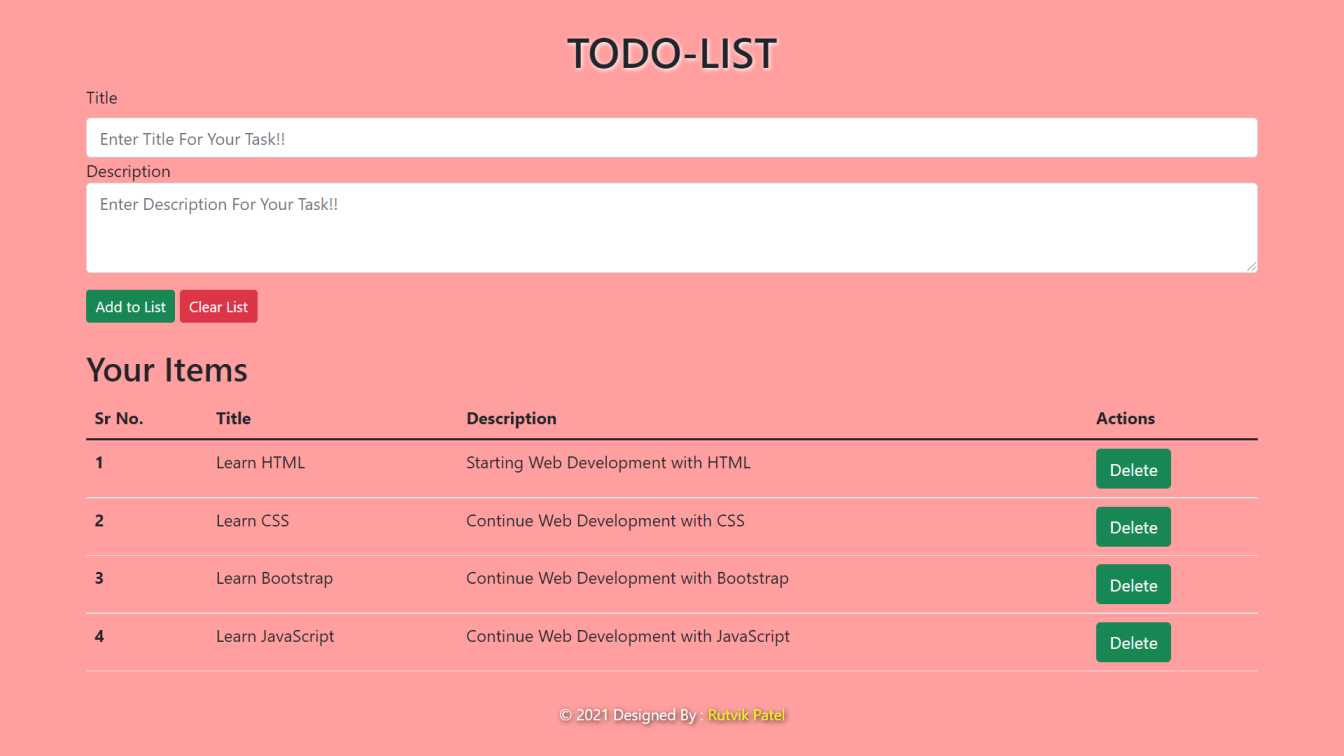 TODO-LIST
Title
Enter Title For Your Task!!
Description
Enter Description For Your Task!!
Add to List Clear List
Your Items
Sr No. Title Description Actions
1 Learn HTML Starting Web Development with HTML Delete
2 Learn CSS Continue Web Development with CSS Delete
3 Learn Bootstrap Continue Web Development with Bootstrap Delete
4 Learn JavaScript Continue Web Development with JavaScript Delete
© 2021 Designed By : Rutvik Patel